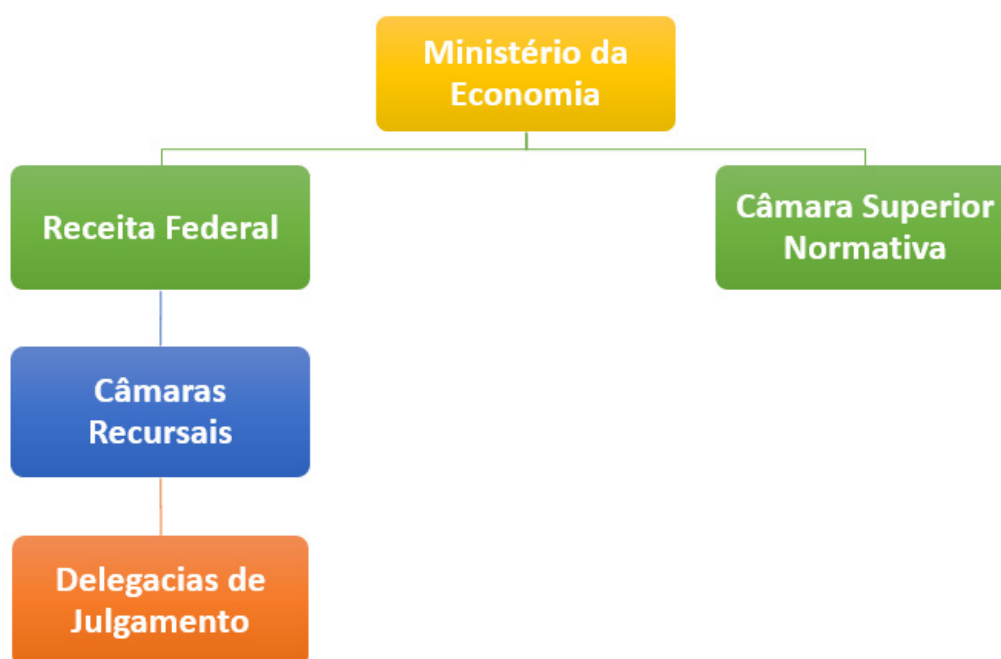 Ministério da
Economia
Receita Federal
Câmara Superior
Normativa
Câmaras
Recursais
Delegacias de
Julgamento